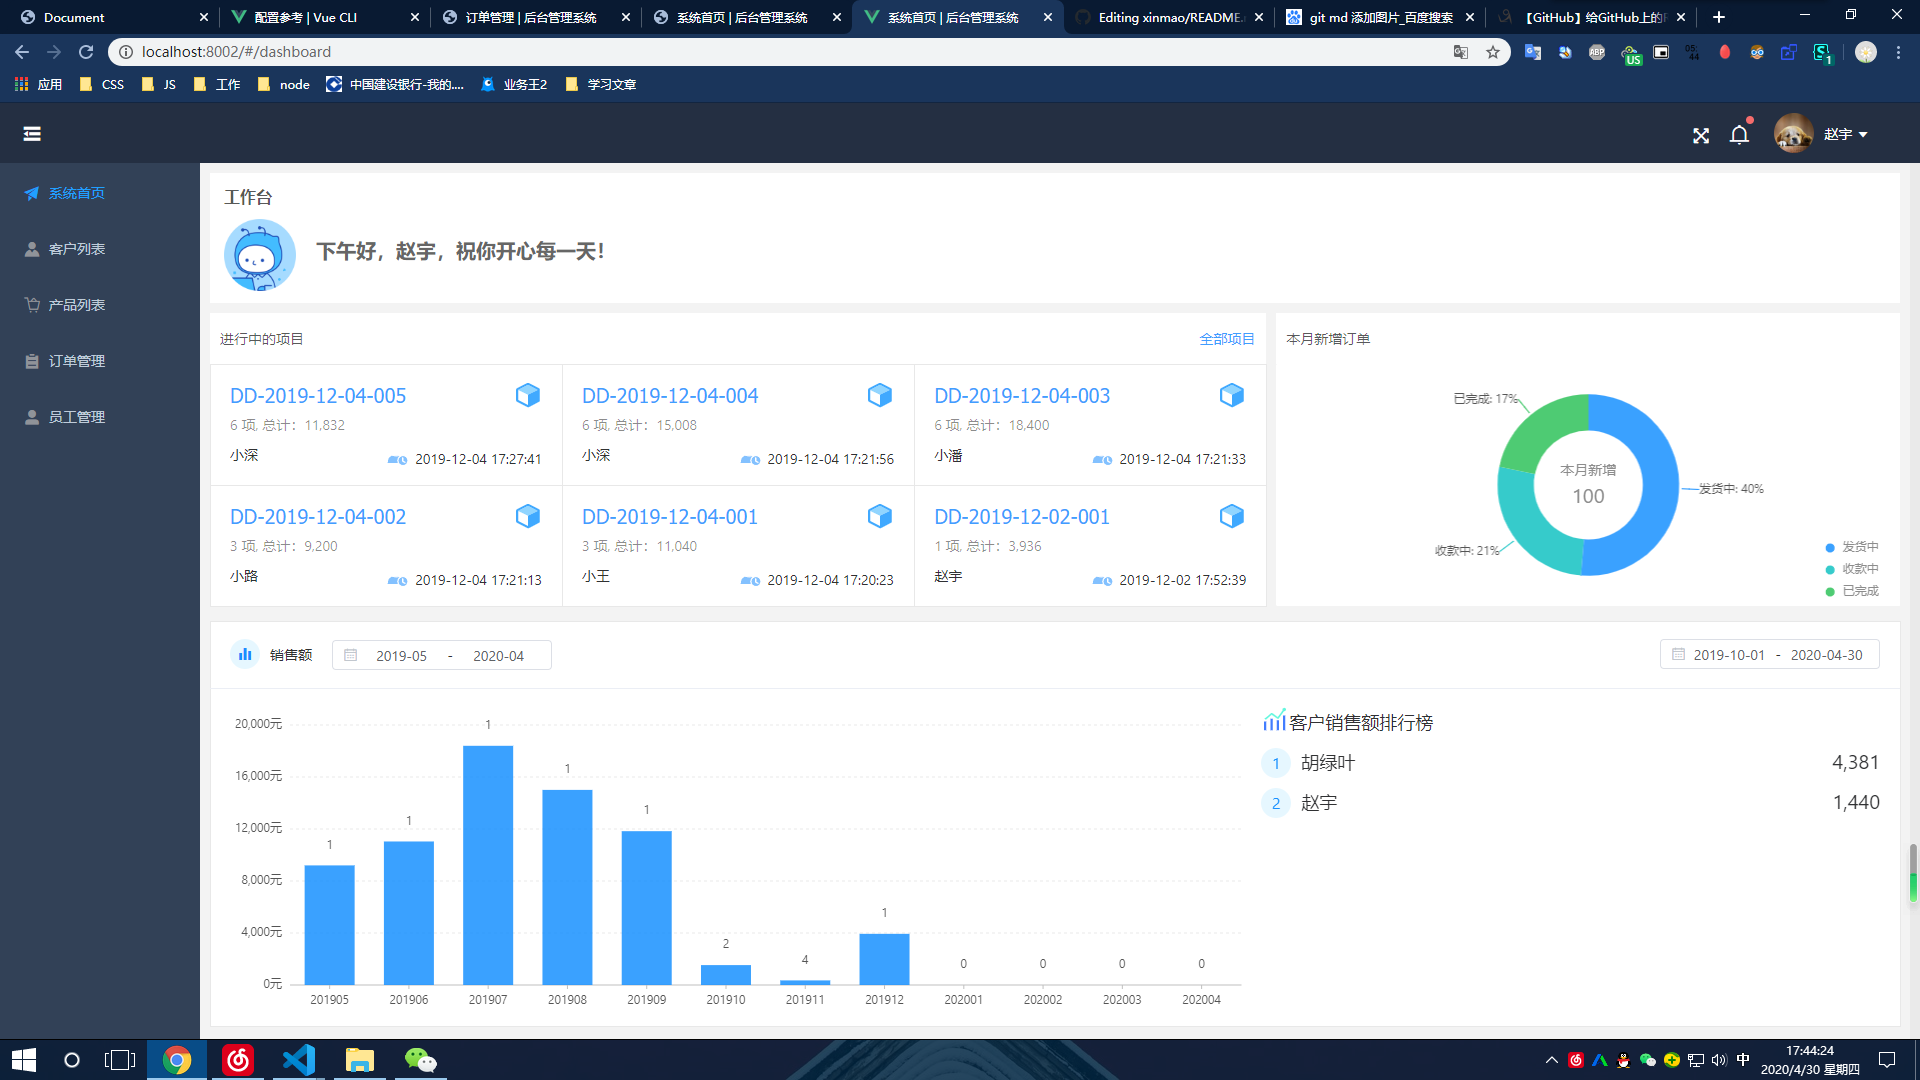 Document
配置参考 | Vue CLI
订单管理 | 后台管理系统
系统首页 | 后台管理系统
系统首页 | 后台管理系统
Editing xinmao/README.
git md 添加图片_百度搜索
【GitHub】给GitHub上的
localhost:8002/#/dashboard
应用
CSS
JS
工作
node
中国建设银行-我的....
业务王2
学习文章
赵宇
系统首页
客户列表
产品列表
订单管理
员工管理
工作台
下午好，赵宇，祝你开心每一天！
进行中的项目
全部项目
DD-2019-12-04-005
6 项, 总计：11,832
小深
2019-12-04 17:27:41
DD-2019-12-04-004
6 项, 总计：15,008
小深
2019-12-04 17:21:56
DD-2019-12-04-003
6 项, 总计：18,400
小潘
2019-12-04 17:21:33
DD-2019-12-04-002
3 项, 总计：9,200
小路
2019-12-04 17:21:13
DD-2019-12-04-001
3 项, 总计：11,040
小王
2019-12-04 17:20:23
DD-2019-12-02-001
1 项, 总计：3,936
赵宇
2019-12-02 17:52:39
本月新增订单
已完成: 17%
本月新增
100
发货中: 40%
收款中: 21%
发货中
收款中
已完成
销售额
2019-05 - 2020-04
2019-10-01 - 2020-04-30
20,000元
16,000元
12,000元
8,000元
4,000元
0元
1
1
1
1
1
2
4
1
0
0
0
0
201905
201906
201907
201908
201909
201910
201911
201912
202001
202002
202003
202004
客户销售额排行榜
1 胡绿叶 4,381
2 赵宇 1,440
中
17:44:24
2020/4/30 星期四